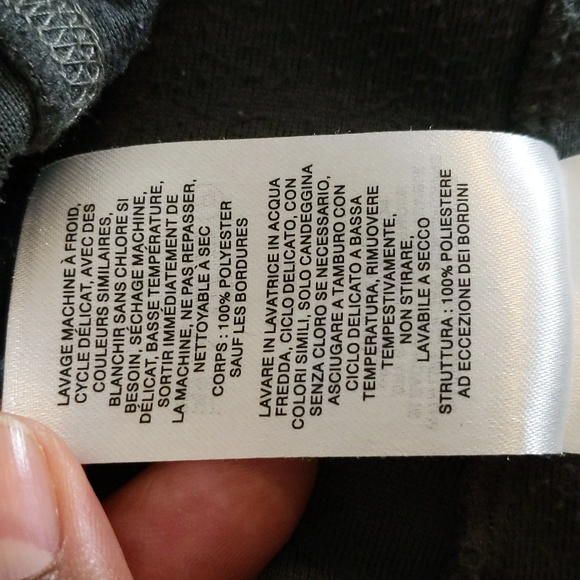 LAVAGE MACHINE À FROID,
CYCLE DÉLICAT, AVEC DES
COULEURS SIMILAIRES,
BLANCHIR SANS CHLORE SI
BESOIN, SÉCHAGE MACHINE,
DÉLICAT, BASSE TEMPÉRATURE,
SORTIR IMMÉDIATEMENT DE
LA MACHINE, NE PAS REPASSER,
NETTOYABLE À SEC
CORPS : 100% POLYESTER
SAUF LES BORDURES
LAVARE IN LAVATRICE IN ACQUA
FREDDA, CICLO DELICATO, CON
COLORI SIMILI, SOLO CANDEGGINA
SENZA CLORO SE NECESSARIO,
ASCIUGARE A TAMBURO CON
CICLO DELICATO A BASSA
TEMPERATURA, RIMUOVERE
TEMPESTIVAMENTE,
NON STIRARE,
LAVABILE A SECCO
STRUTTURA : 100% POLIESTERE
AD ECCEZIONE DEI BORDINI